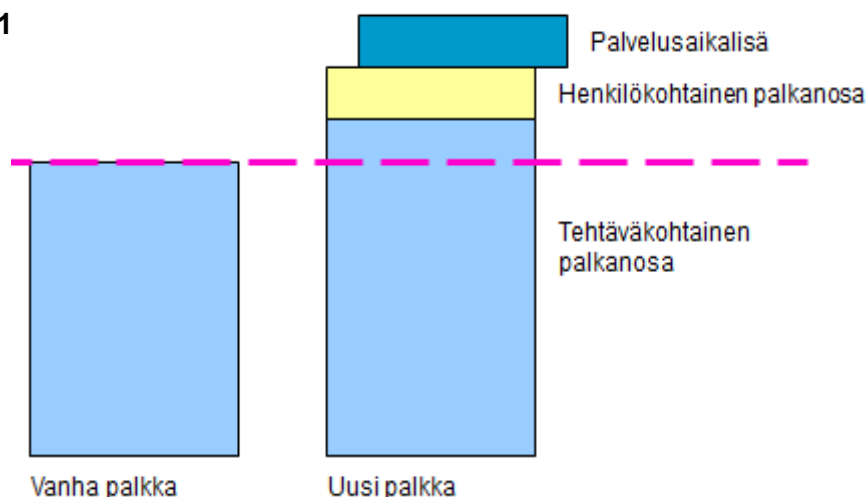 1
Palvelusaikalisä
Henkilökohtainen palkanosa
Tehtäväkohtainen
palkanosa
Vanha palkka
Uusi palkka